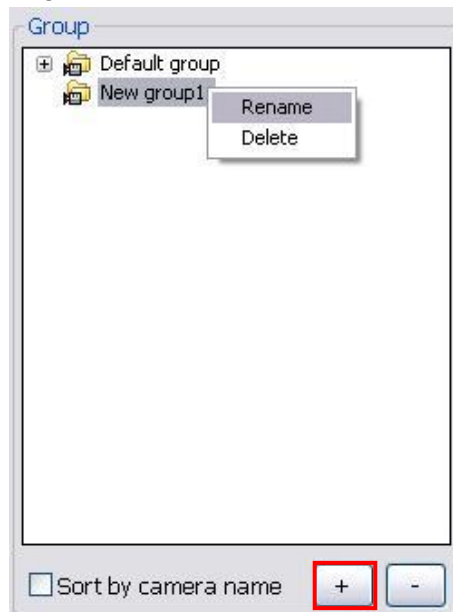 Group
Default group
New group1
Rename
Delete
Sort by camera name
+
-